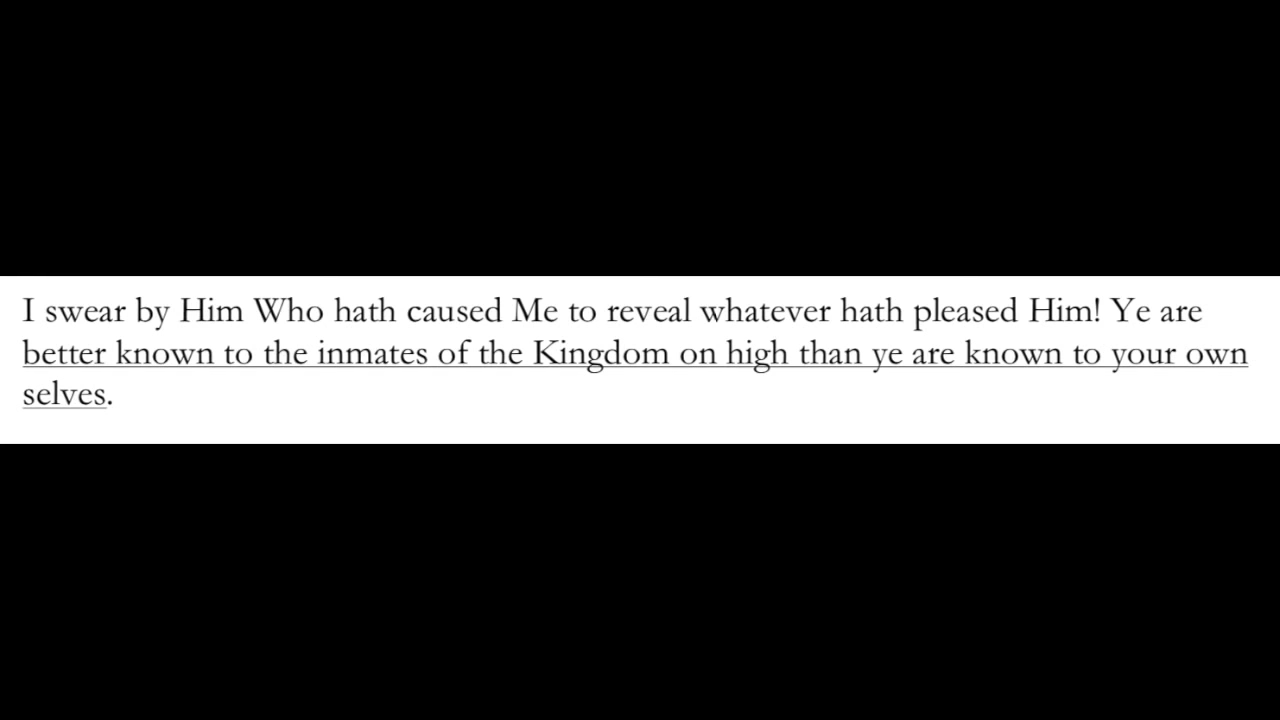 I swear by Him Who hath caused Me to reveal whatever hath pleased Him! Ye are
better known to the inmates of the Kingdom on high than ye are known to your own
selves.